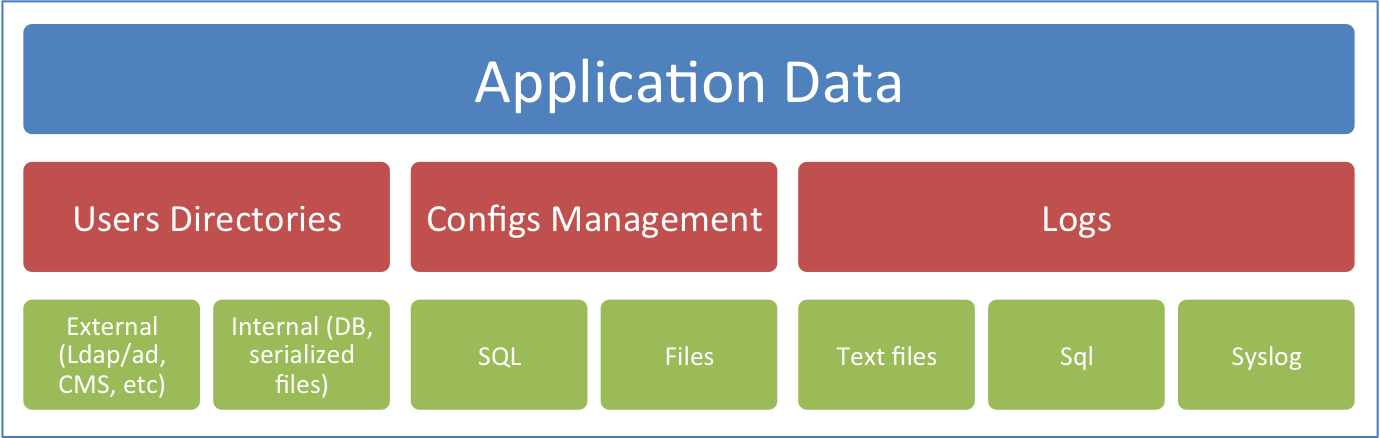 Application Data
Users Directories
Configs Management
Logs
External
(Ldap/ad,
CMS, etc)
Internal (DB,
serialized
files)
SQL
Files
Text files
Sql
Syslog